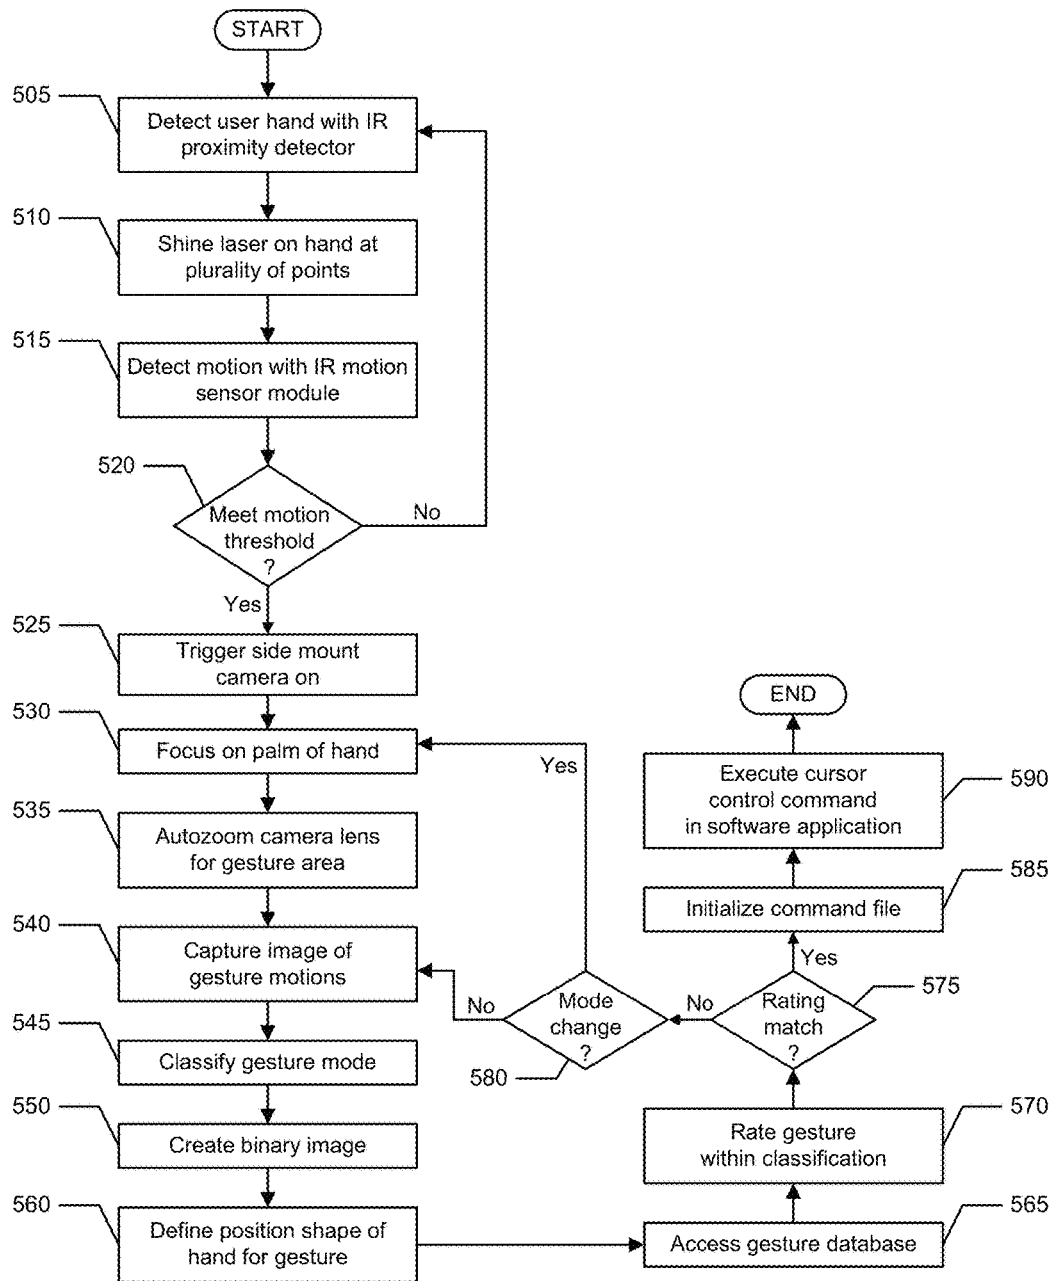 START
505
Detect user hand with IR
proximity detector
510
Shine laser on hand at
plurality of points
515
Detect motion with IR motion
sensor module
520
Meet motion
threshold
?
No
Yes
525
Trigger side mount
camera on
530
Focus on palm of hand
535
Autozoom camera lens
for gesture area
540
Capture image of
gesture motions
545
Classify gesture mode
550
Create binary image
560
Define position shape of
hand for gesture
565
Access gesture database
570
Rate gesture
within classification
575
Rating
match
?
No
Yes
580
Mode
change
?
No
Yes
585
Initialize command file
590
Execute cursor
control command
in software application
END